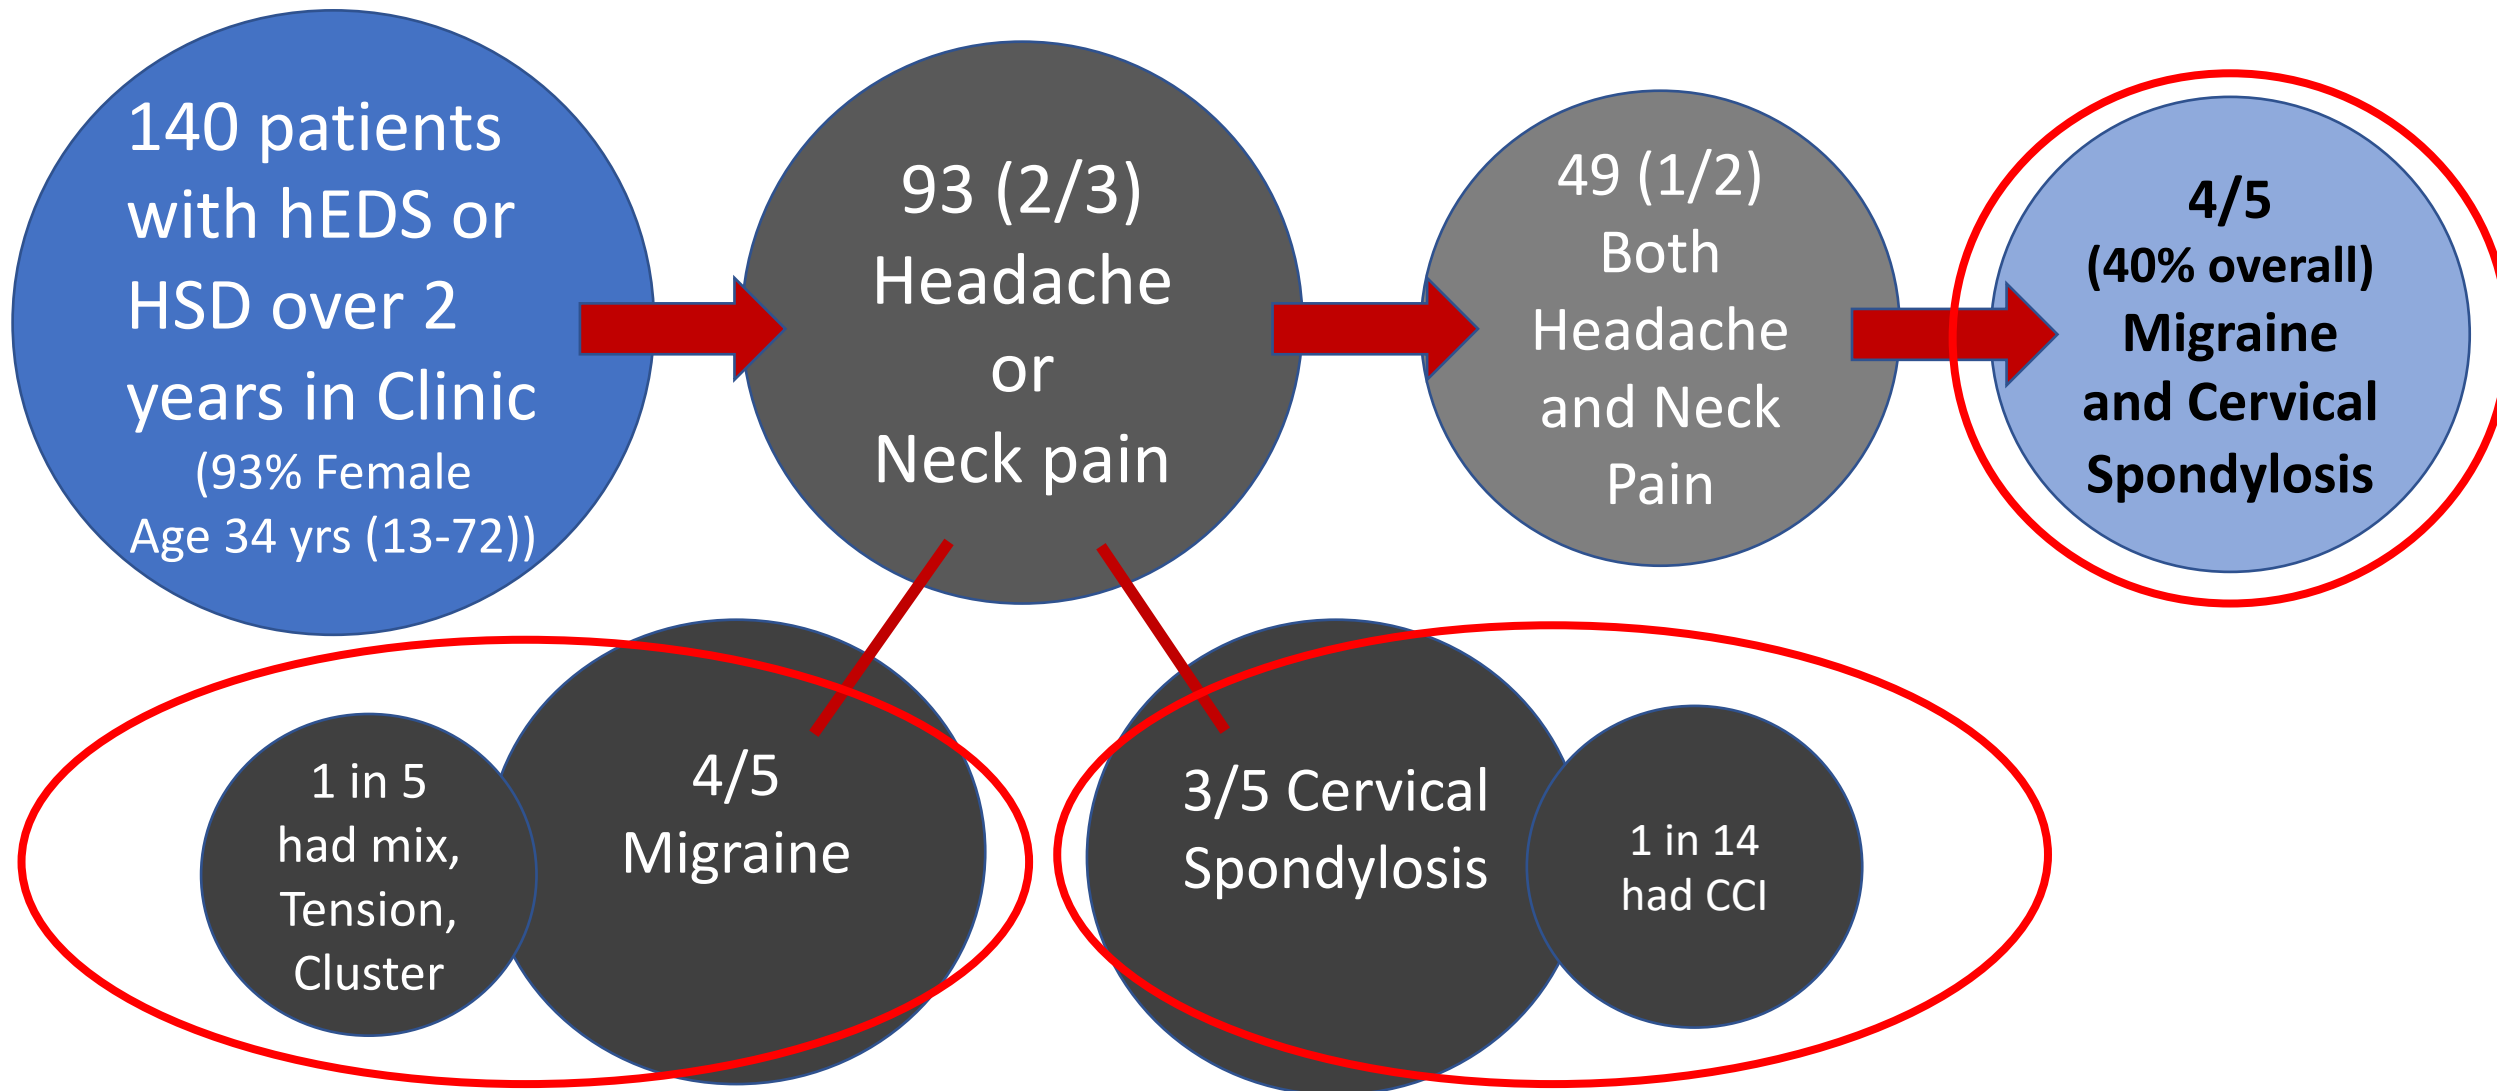 140 patients
with hEDS or
HSD over 2
years in Clinic
(93% Female
Age 34 yrs (13-72))
93 (2/3)
Headache
or
Neck pain
49 (1/2)
Both
Headache
and Neck
Pain
4/5
(40% overall)
Migraine
and Cervical
Spondylosis
1 in 5
had mix,
Tension,
Cluster
4/5
Migraine
3/5 Cervical
Spondylosis
1 in 14
had CCI